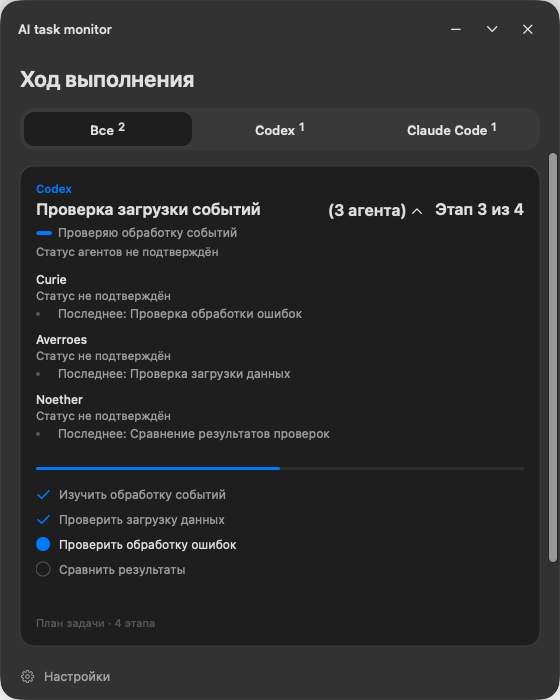 AI task monitor
Ход выполнения
Все 2
Codex 1
Claude Code 1
Codex
Проверка загрузки событий (3 агента) Этап 3 из 4
Проверяю обработку событий
Статус агентов не подтверждён
Curie
Статус не подтверждён
• Последнее: Проверка обработки ошибок
Averroes
Статус не подтверждён
• Последнее: Проверка загрузки данных
Noether
Статус не подтверждён
• Последнее: Сравнение результатов проверок
Изучить обработку событий
Проверить загрузку данных
Проверить обработку ошибок
Сравнить результаты
План задачи · 4 этапа
Настройки